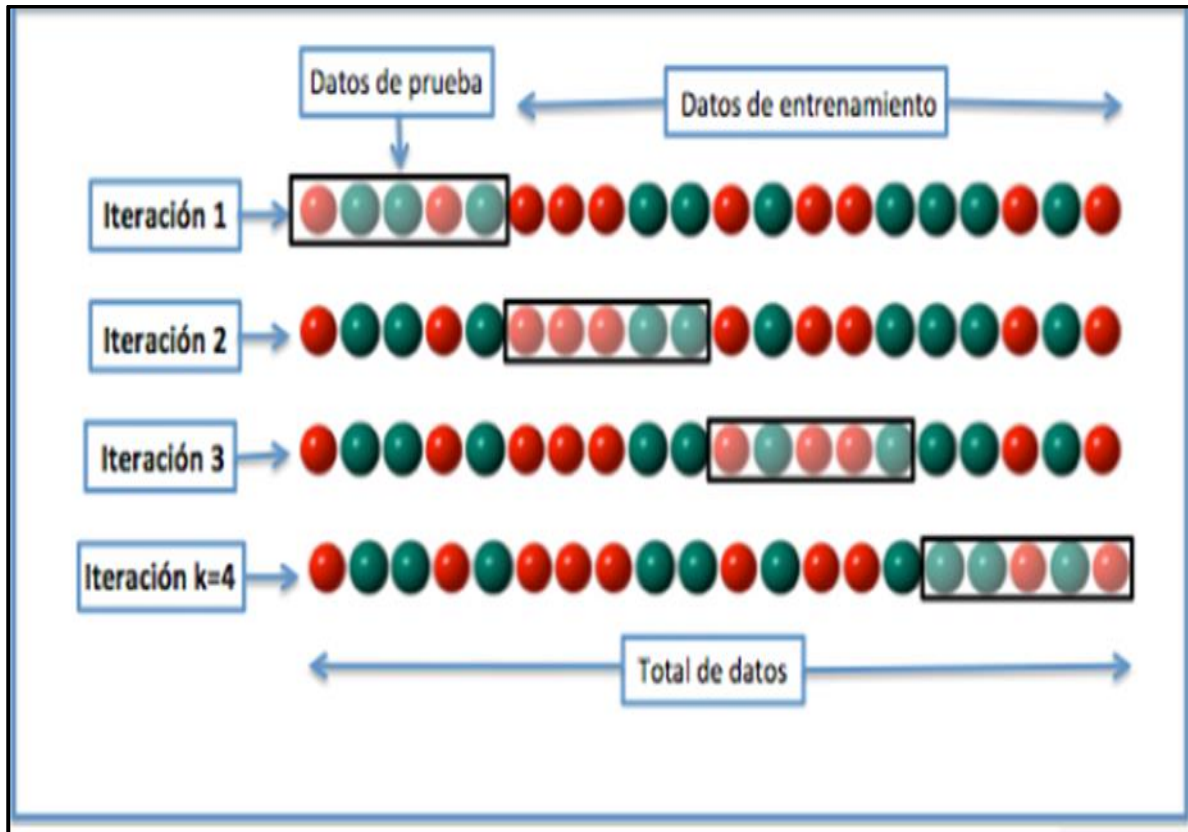 Datos de prueba
Datos de entrenamiento
Iteración 1
Iteración 2
Iteración 3
Iteración k=4
Total de datos